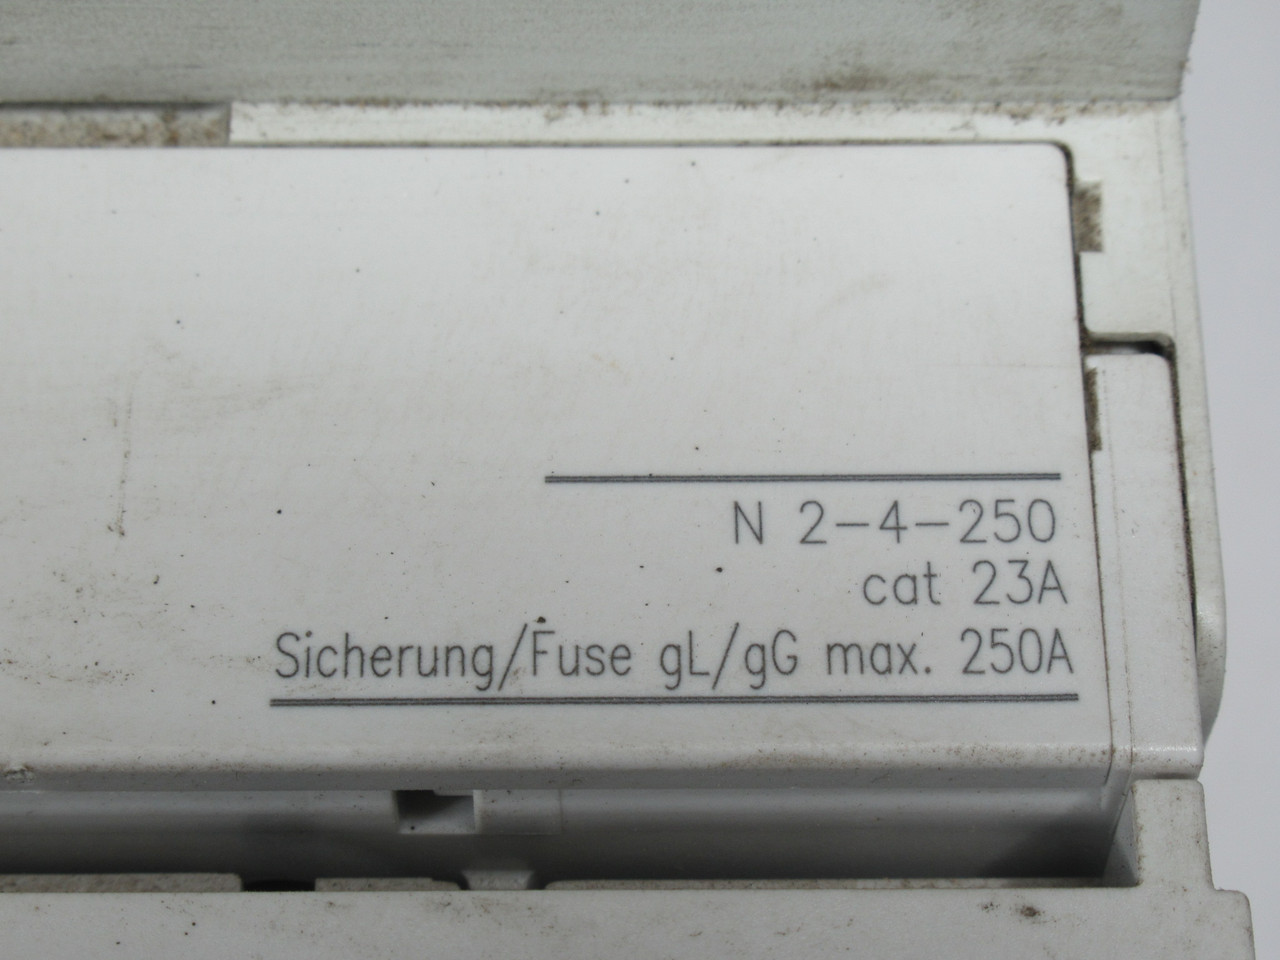 N 2-4-250
cat 23A
Sicherung/Fuse gL/gG max. 250A